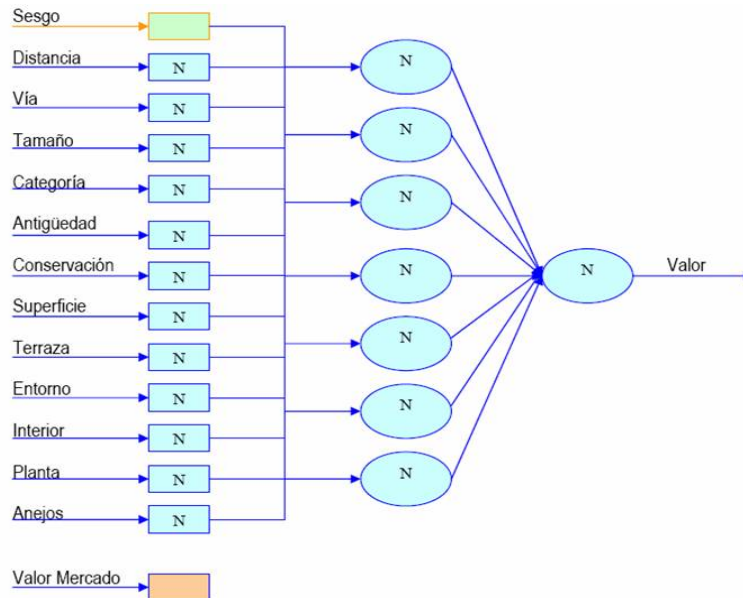 Sesgo
Distancia
N
N
Vía
N
Tamaño
N
N
Categoría
N
N
Antigüedad
N
Conservación
N
N
N
Valor
Superficie
N
Terraza
N
N
Entorno
N
N
Interior
N
Planta
N
N
Anejos
N
Valor Mercado